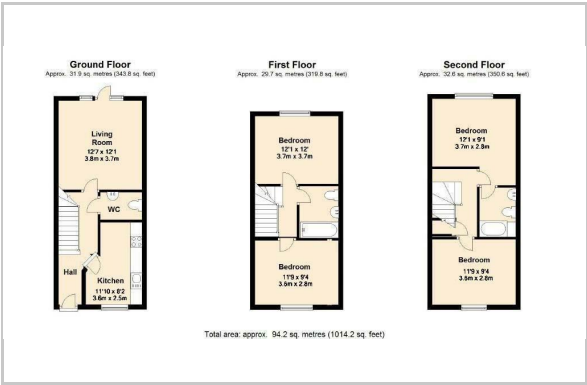 Ground Floor
Approx. 31.9 sq. metres (343.8 sq. feet)
Living
Room
12'7 x 12'1
3.8m x 3.7m
WC
Hall
Kitchen
11'10 x 8'2
3.6m x 2.5m
First Floor
Approx. 29.7 sq. metres (319.8 sq. feet)
Bedroom
12'1 x 12'
3.7m x 3.7m
Bedroom
11'9 x 9'4
3.6m x 2.8m
Second Floor
Approx. 32.6 sq. metres (350.6 sq. feet)
Bedroom
12'1 x 9'1
3.7m x 2.8m
Bedroom
11'9 x 9'4
3.6m x 2.8m
Total area: approx. 94.2 sq. metres (1014.2 sq. feet)